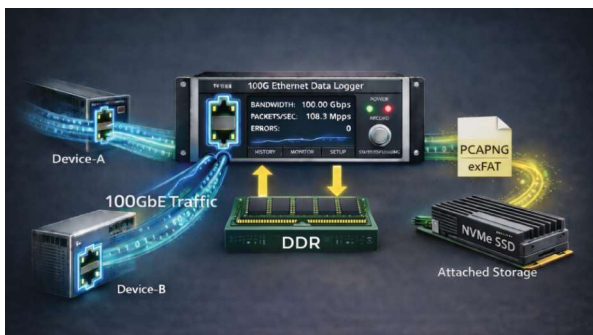 100G Ethernet Data Logger
BANDWIDTH: 100.00 Gbps
PACKETS/SEC: 108.3 Mpps
ERRORS: 0
HISTORY MONITOR SETUP
POWER
Device-A
100GbE Traffic
Device-B
DDR
PCAPNG
exFAT
NVMe SSD
Attached Storage